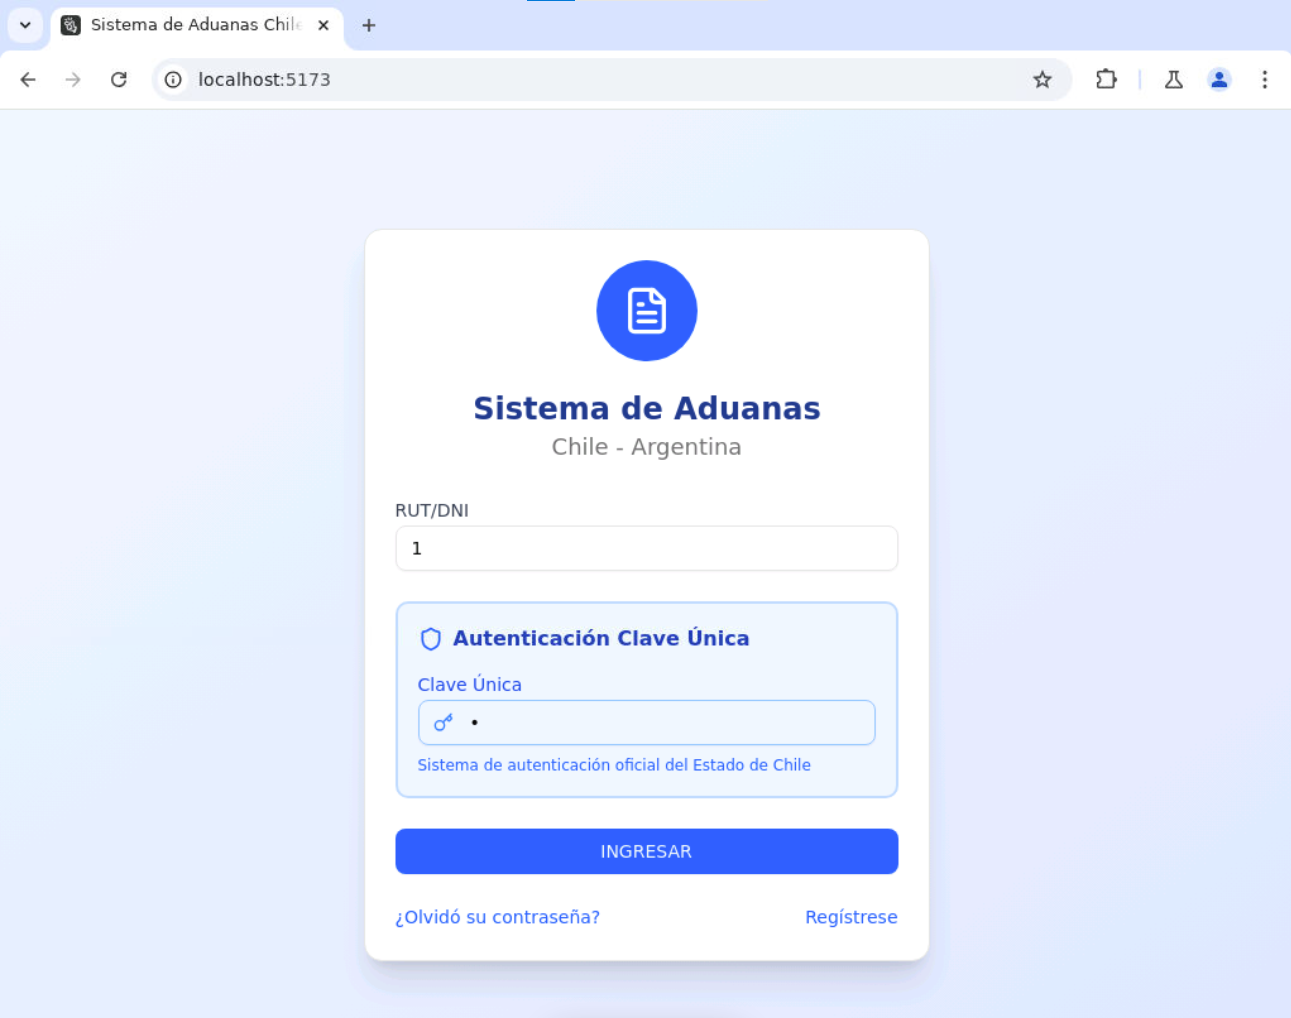 Sistema de Aduanas Chile
localhost:5173
Sistema de Aduanas
Chile - Argentina
RUT/DNI
1
Autenticación Clave Única
Clave Única
•
Sistema de autenticación oficial del Estado de Chile
INGRESAR
¿Olvidó su contraseña? Regístrese